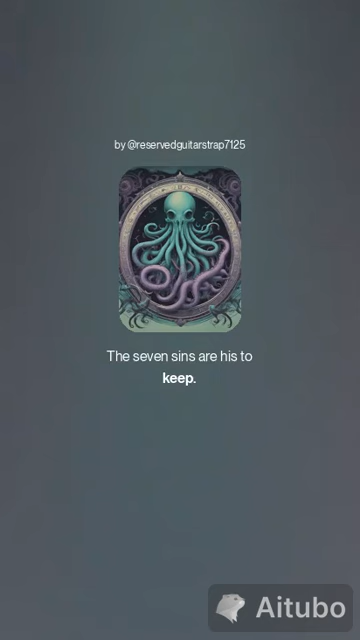 by @reservedguitarstrap7125
The seven sins are his to
keep.
Aitubo